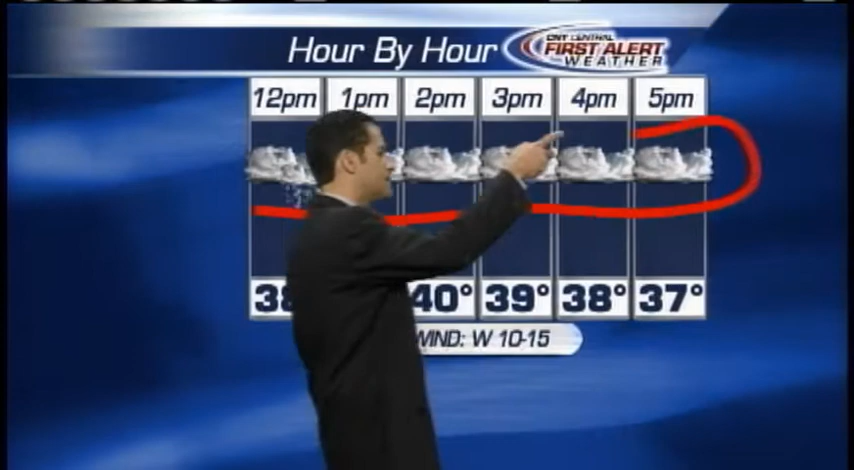 Hour By Hour
CNY CENTRAL
FIRST ALERT
WEATHER
12pm 1pm 2pm 3pm 4pm 5pm
40° 39° 38° 37°
WIND: W 10-15